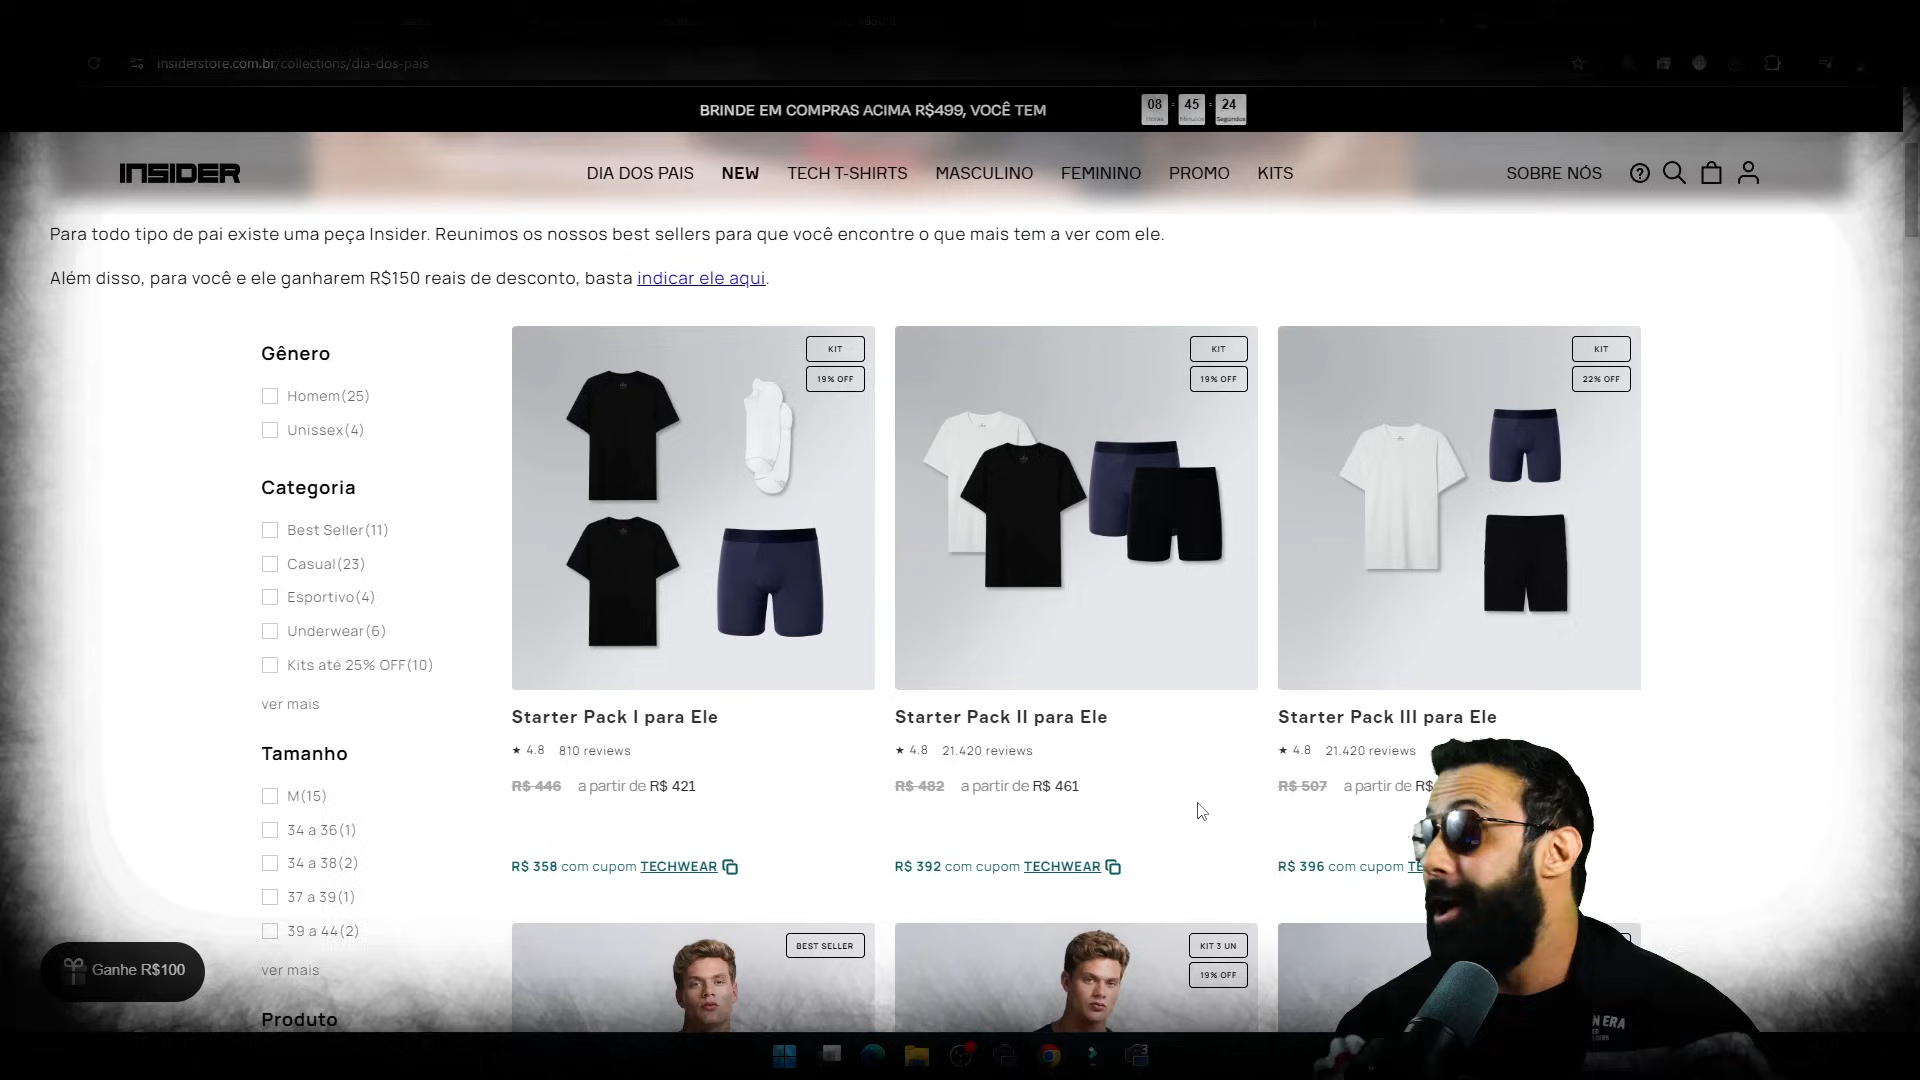 insiderstore.com.br/collections/dia-dos-pais
BRINDE EM COMPRAS ACIMA R$499, VOCÊ TEM
08 : 45 : 24
Horas Minutos Segundos
INSIDER
DIA DOS PAIS NEW TECH T-SHIRTS MASCULINO FEMININO PROMO KITS
SOBRE NÓS
Para todo tipo de pai existe uma peça Insider. Reunimos os nossos best sellers para que você encontre o que mais tem a ver com ele.
Além disso, para você e ele ganharem R$150 reais de desconto, basta indicar ele aqui.
Gênero
Homem(25)
Unissex(4)
Categoria
Best Seller(11)
Casual(23)
Esportivo(4)
Underwear(6)
Kits até 25% OFF(10)
ver mais
Tamanho
M(15)
34 a 36(1)
34 a 38(2)
37 a 39(1)
39 a 44(2)
ver mais
Produto
KIT
19% OFF
Starter Pack I para Ele
★ 4.8 810 reviews
R$ 446 a partir de R$ 421
R$ 358 com cupom TECHWEAR
KIT
19% OFF
Starter Pack II para Ele
★ 4.8 21.420 reviews
R$ 482 a partir de R$ 461
R$ 392 com cupom TECHWEAR
KIT
22% OFF
Starter Pack III para Ele
★ 4.8 21.420 reviews
R$ 507 a partir de R$
R$ 396 com cupom TE
BEST SELLER
KIT 3 UN
19% OFF
Ganhe R$100
N ERA